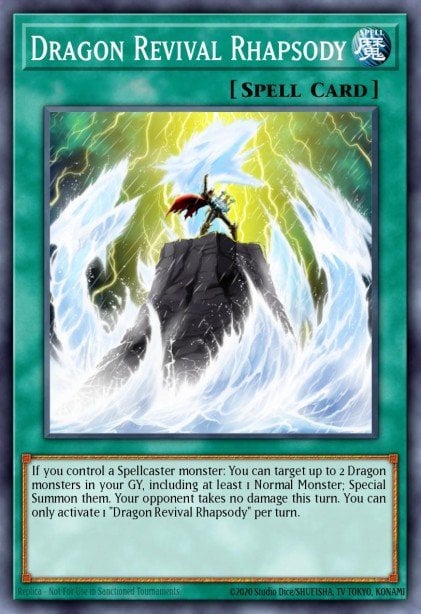 DRAGON REVIVAL RHAPSODY
SPELL
魔
[SPELL CARD]
If you control a Spellcaster monster: You can target up to 2 Dragon
monsters in your GY, including at least 1 Normal Monster; Special
Summon them. Your opponent takes no damage this turn. You can
only activate 1 "Dragon Revival Rhapsody" per turn.
Replica - Not For Use in Sanctioned Tournaments
©2020 Studio Dice/SHUEISHA, TV TOKYO, KONAMI